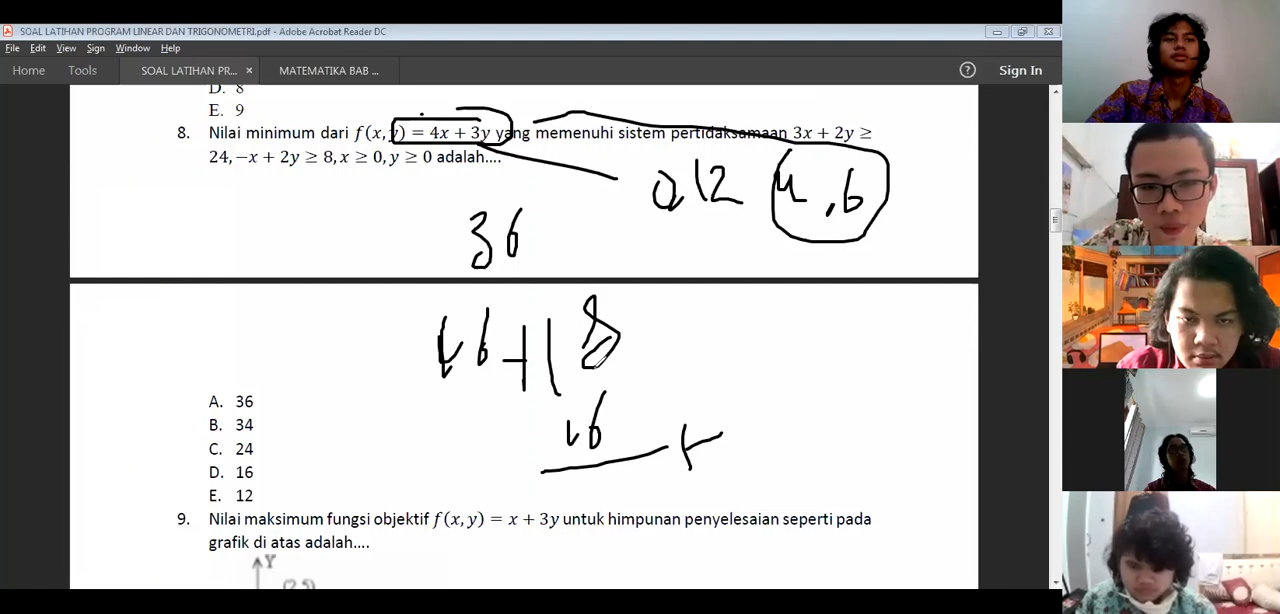 SOAL LATIHAN PROGRAM LINEAR DAN TRIGONOMETRI.pdf - Adobe Acrobat Reader DC
File Edit View Sign Window Help
Home Tools SOAL LATIHAN PR... × MATEMATIKA BAB ... ? Sign In
D. 8
E. 9
8. Nilai minimum dari f(x, y) = 4x + 3y yang memenuhi sistem pertidaksamaan 3x + 2y ≥
24, −x + 2y ≥ 8, x ≥ 0, y ≥ 0 adalah....
0,12 4,6
36
16+18
16
+
A. 36
B. 34
C. 24
D. 16
E. 12
9. Nilai maksimum fungsi objektif f(x, y) = x + 3y untuk himpunan penyelesaian seperti pada
grafik di atas adalah....
Y
(2,5)